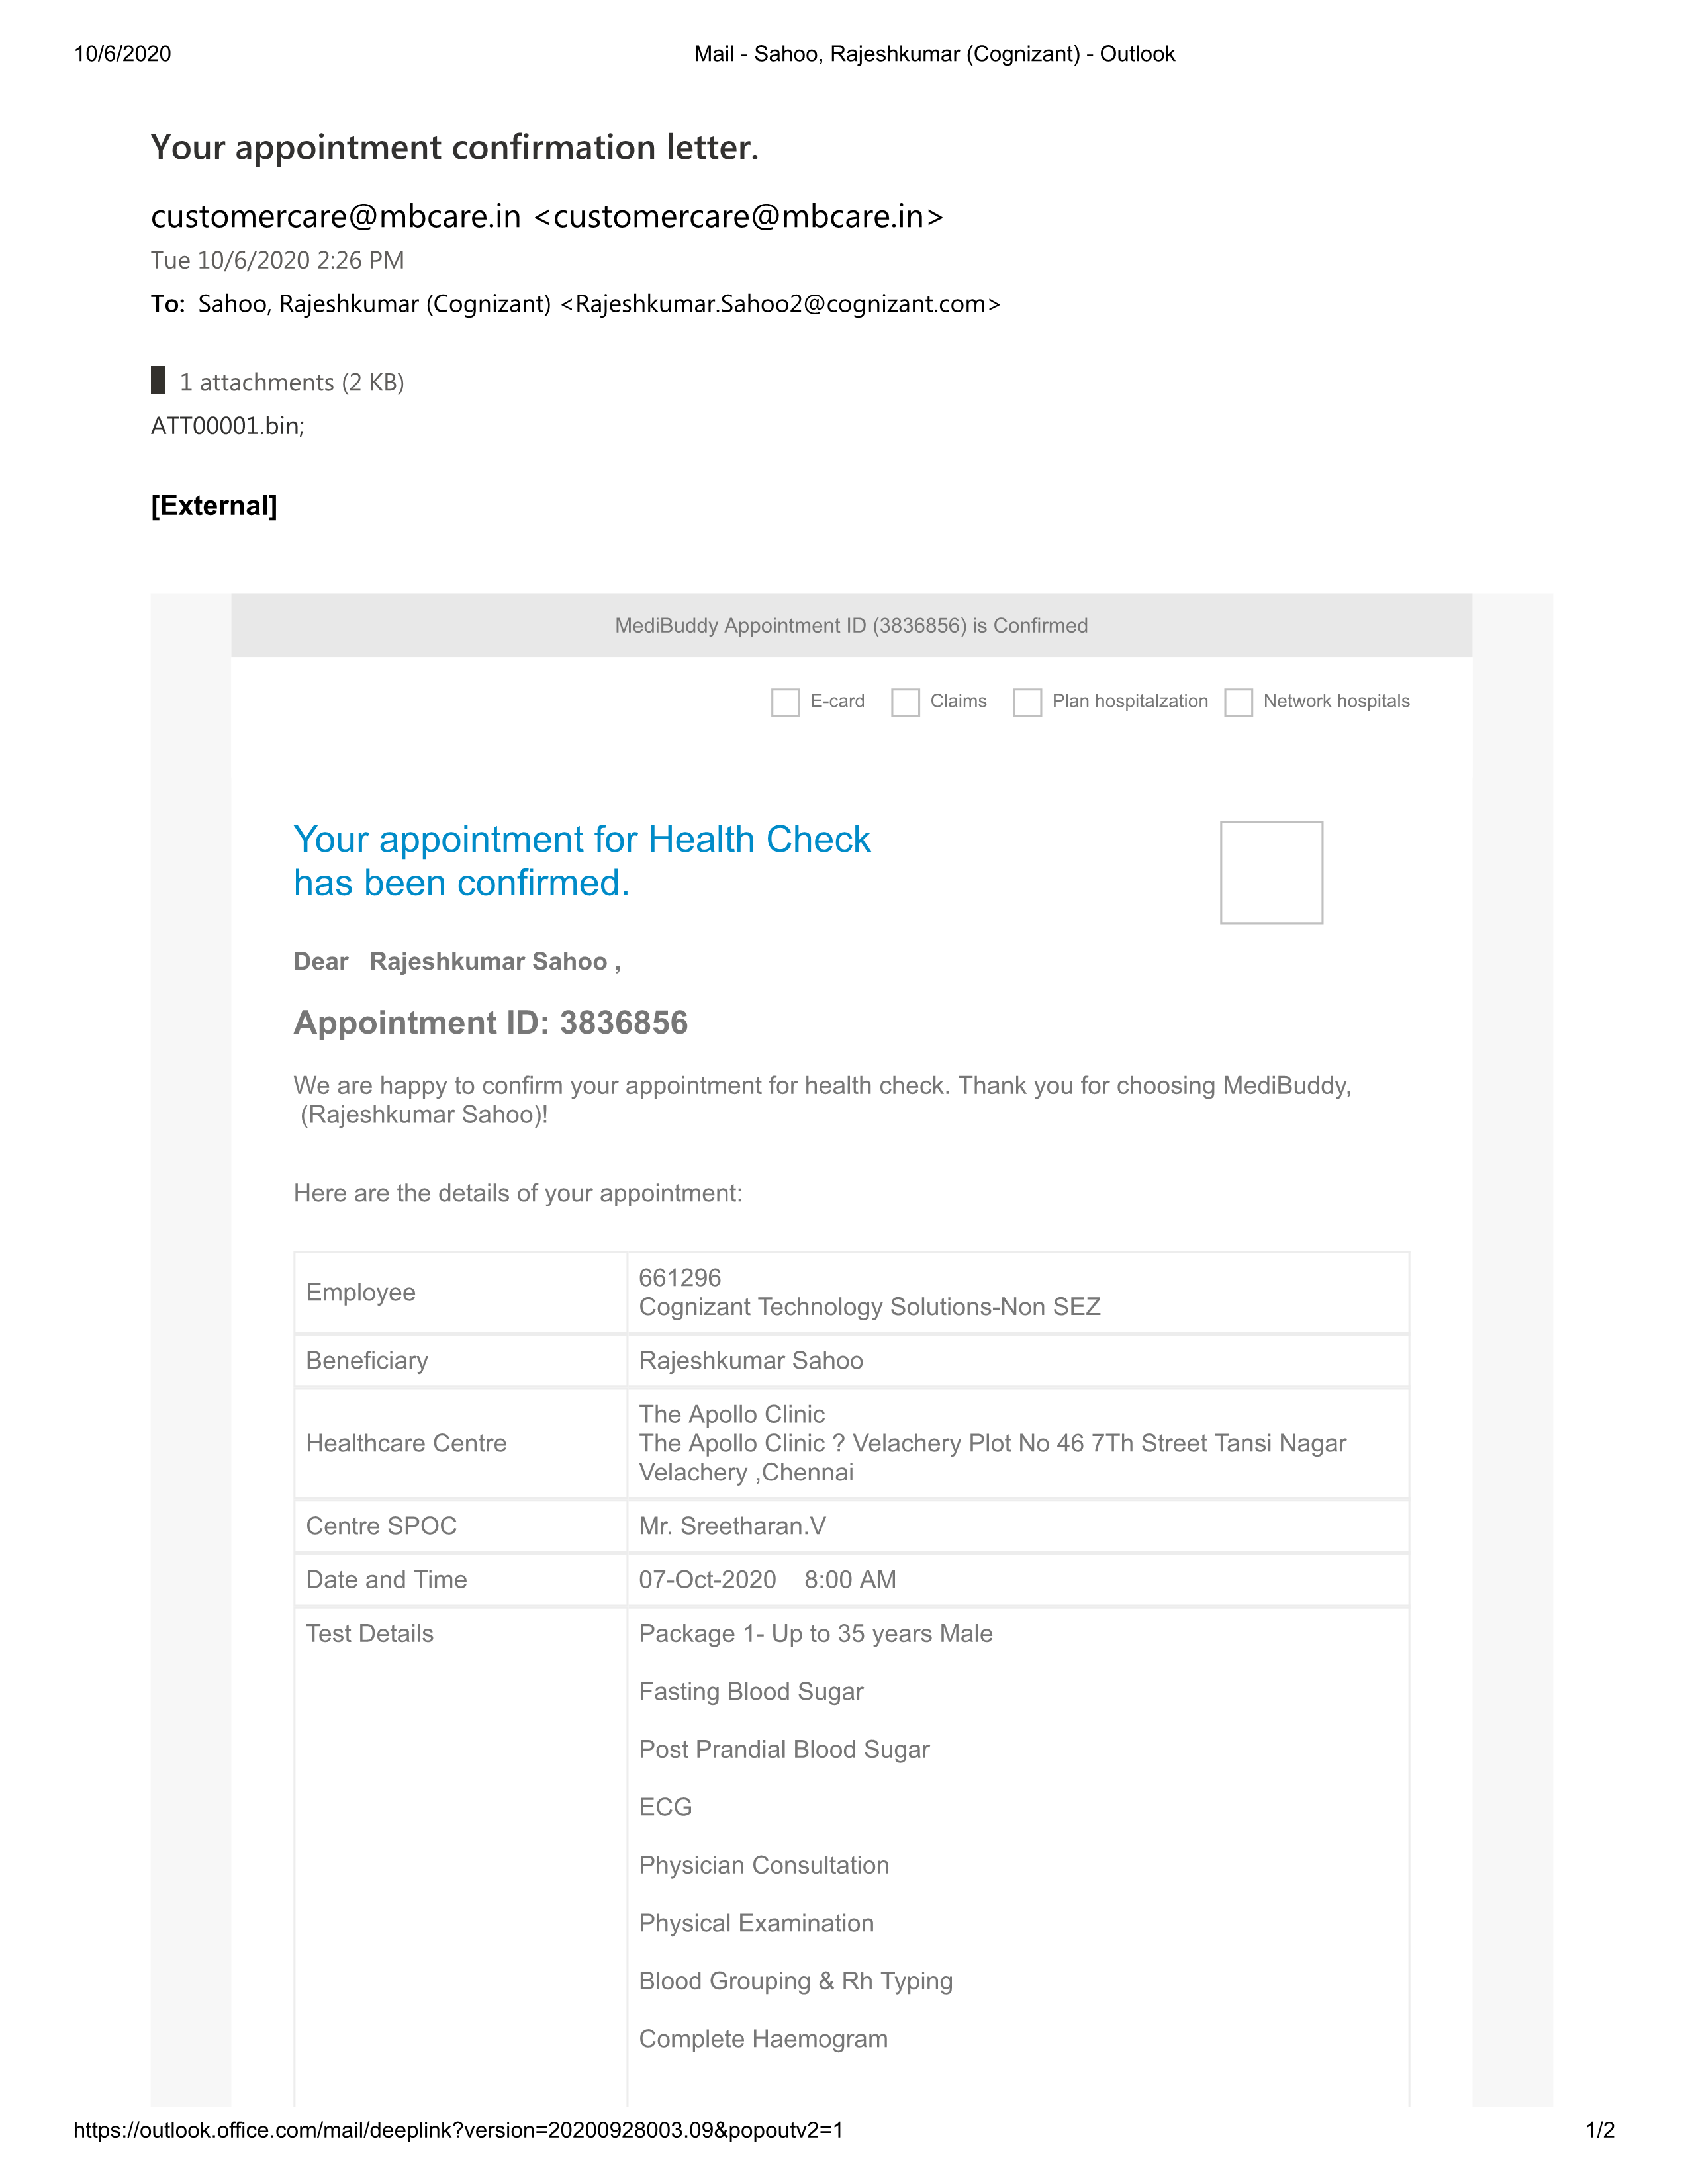 10/6/2020
Mail - Sahoo, Rajeshkumar (Cognizant) - Outlook
Your appointment confirmation letter.
customercare@mbcare.in <customercare@mbcare.in>
Tue 10/6/2020 2:26 PM
To: Sahoo, Rajeshkumar (Cognizant) <Rajeshkumar.Sahoo2@cognizant.com>
1 attachments (2 KB)
ATT00001.bin;
[External]
MediBuddy Appointment ID (3836856) is Confirmed
E-card Claims Plan hospitalzation Network hospitals
Your appointment for Health Check
has been confirmed.
Dear Rajeshkumar Sahoo ,
Appointment ID: 3836856
We are happy to confirm your appointment for health check. Thank you for choosing MediBuddy,
(Rajeshkumar Sahoo)!
Here are the details of your appointment:
Employee
661296
Cognizant Technology Solutions-Non SEZ
Beneficiary
Rajeshkumar Sahoo
Healthcare Centre
The Apollo Clinic
The Apollo Clinic ? Velachery Plot No 46 7Th Street Tansi Nagar
Velachery ,Chennai
Centre SPOC
Mr. Sreetharan.V
Date and Time
07-Oct-2020 8:00 AM
Test Details
Package 1- Up to 35 years Male
Fasting Blood Sugar
Post Prandial Blood Sugar
ECG
Physician Consultation
Physical Examination
Blood Grouping & Rh Typing
Complete Haemogram
https://outlook.office.com/mail/deeplink?version=20200928003.09&popoutv2=1
1/2